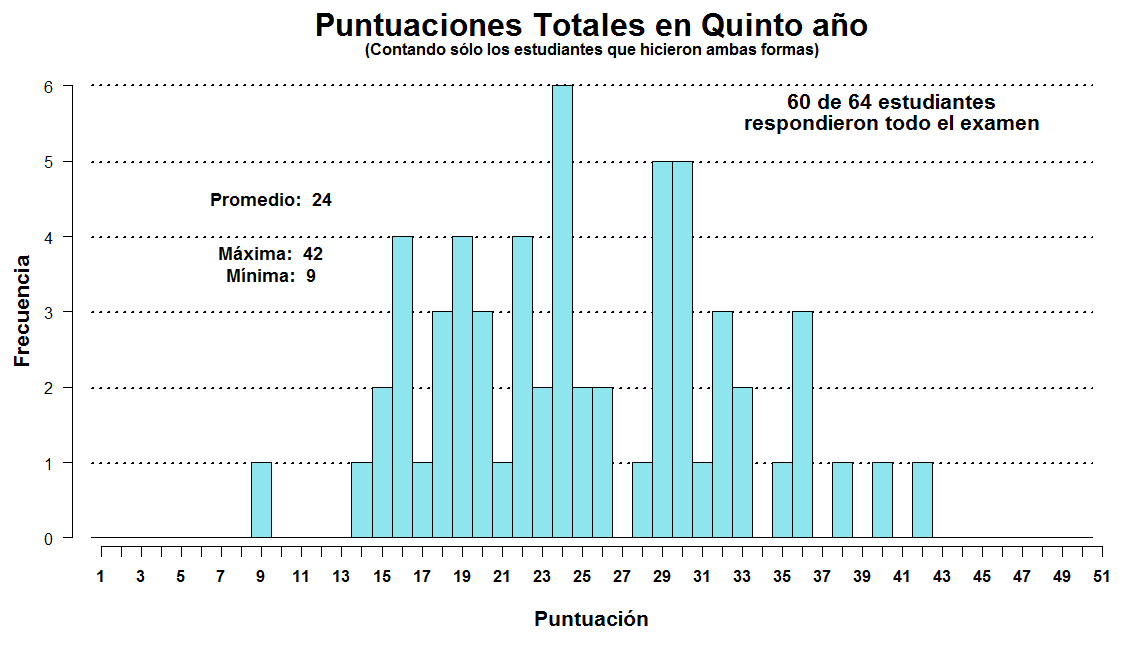 Puntuaciones Totales en Quinto año
(Contando sólo los estudiantes que hicieron ambas formas)
60 de 64 estudiantes
respondieron todo el examen
Promedio: 24
Máxima: 42
Mínima: 9
Frecuencia
6
5
4
3
2
1
0
1 3 5 7 9 11 13 15 17 19 21 23 25 27 29 31 33 35 37 39 41 43 45 47 49 51
Puntuación